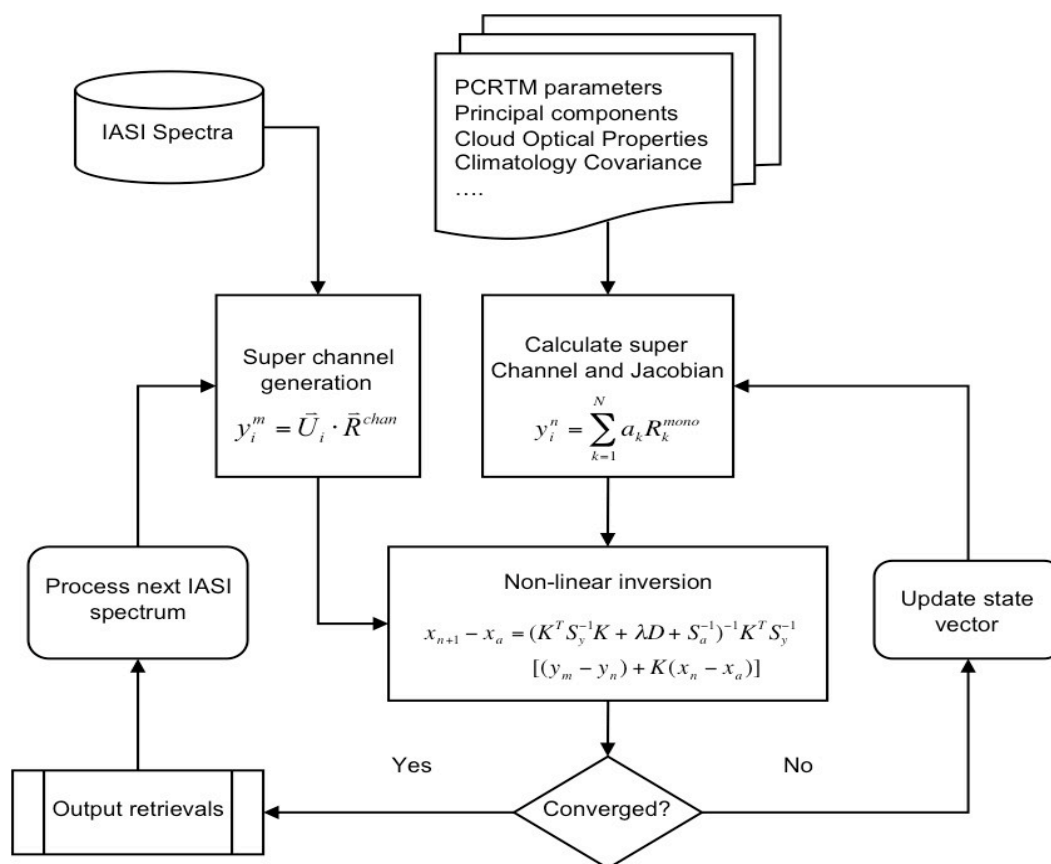 IASI Spectra
PCRTM parameters
Principal components
Cloud Optical Properties
Climatology Covariance
....
Super channel
generation
$y_i^m = \vec{U}_i \cdot \vec{R}^{chan}$
Calculate super
Channel and Jacobian
$y_i^n = \sum_{k=1}^{N} a_k R_k^{mono}$
Process next IASI
spectrum
Non-linear inversion
$x_{n+1} - x_a = (K^T S_y^{-1} K + \lambda D + S_a^{-1})^{-1} K^T S_y^{-1}$
$[(y_m - y_n) + K(x_n - x_a)]$
Update state
vector
Yes
No
Output retrievals
Converged?